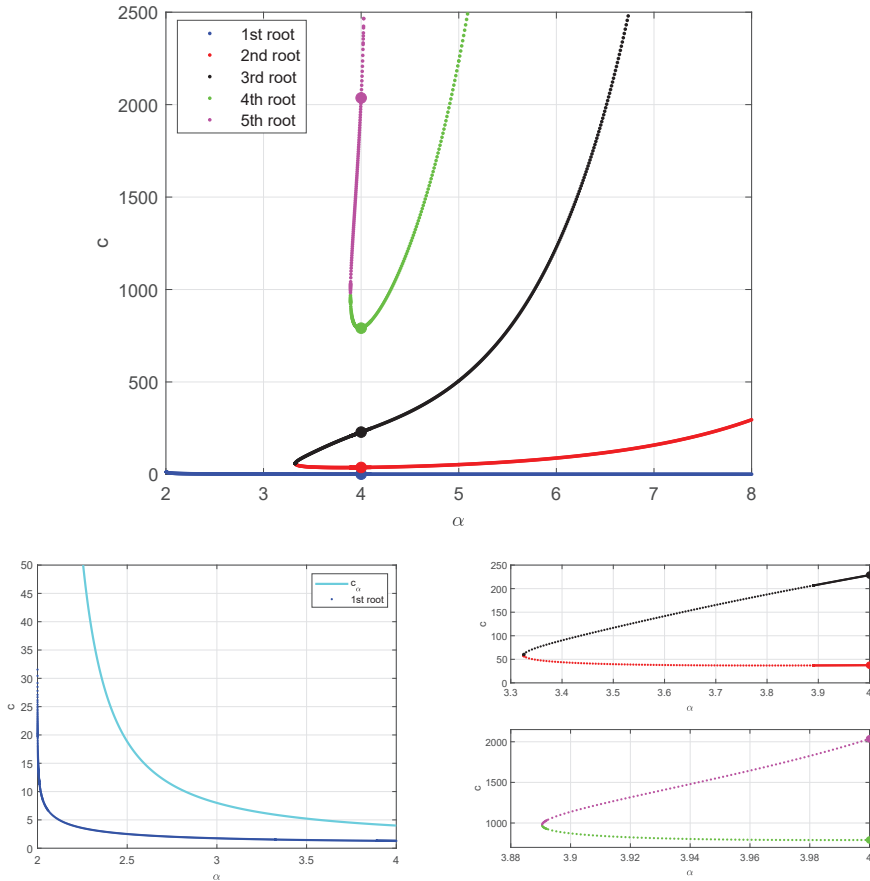 2500
2000
1500
1000
500
0
c
1st root
2nd root
3rd root
4th root
5th root
2 3 4 5 6 7 8
α
50
45
40
35
30
25
20
15
10
5
0
c
c_α
1st root
2 2.5 3 3.5 4
α
250
200
150
100
50
0
c
3.3 3.4 3.5 3.6 3.7 3.8 3.9 4
α
2000
1500
1000
c
3.88 3.9 3.92 3.94 3.96 3.98 4
α